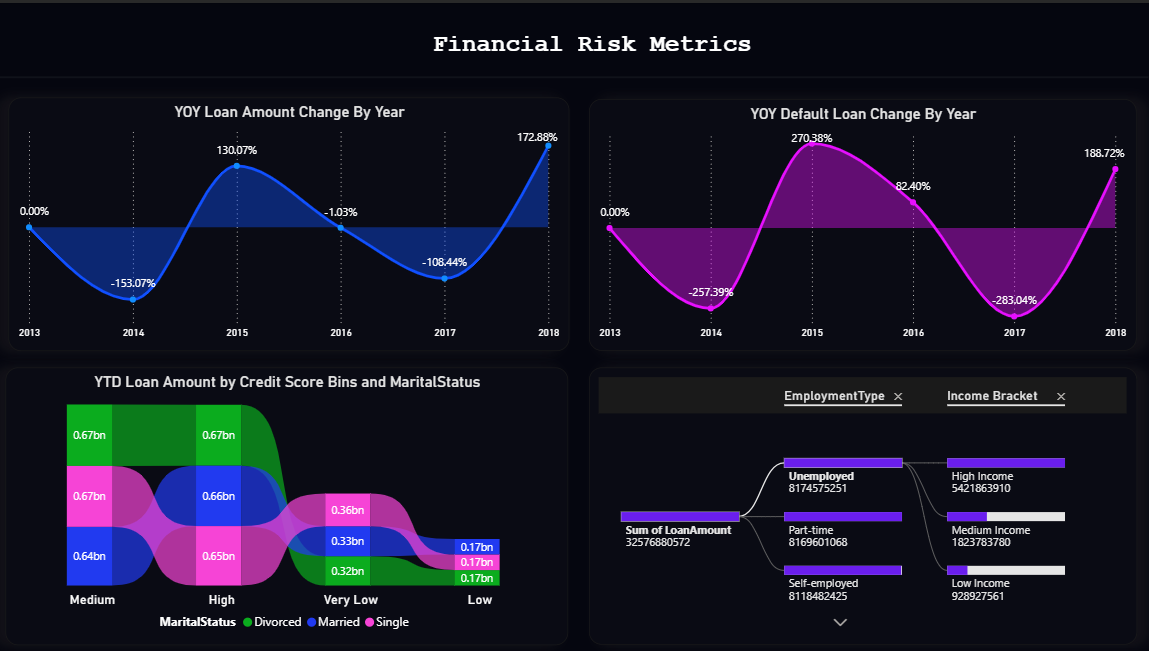 Financial Risk Metrics
YOY Loan Amount Change By Year
0.00%
-153.07%
130.07%
-1.03%
-108.44%
172.88%
2013 2014 2015 2016 2017 2018
YOY Default Loan Change By Year
0.00%
-257.39%
270.38%
82.40%
-283.04%
188.72%
2013 2014 2015 2016 2017 2018
YTD Loan Amount by Credit Score Bins and MaritalStatus
0.67bn
0.67bn
0.64bn
0.67bn
0.66bn
0.65bn
0.36bn
0.33bn
0.32bn
0.17bn
0.17bn
0.17bn
Medium High Very Low Low
MaritalStatus Divorced Married Single
EmploymentType ×
Income Bracket ×
Sum of LoanAmount
32576880572
Unemployed
8174575251
Part-time
8169601068
Self-employed
8118482425
High Income
5421863910
Medium Income
1823783780
Low Income
928927561